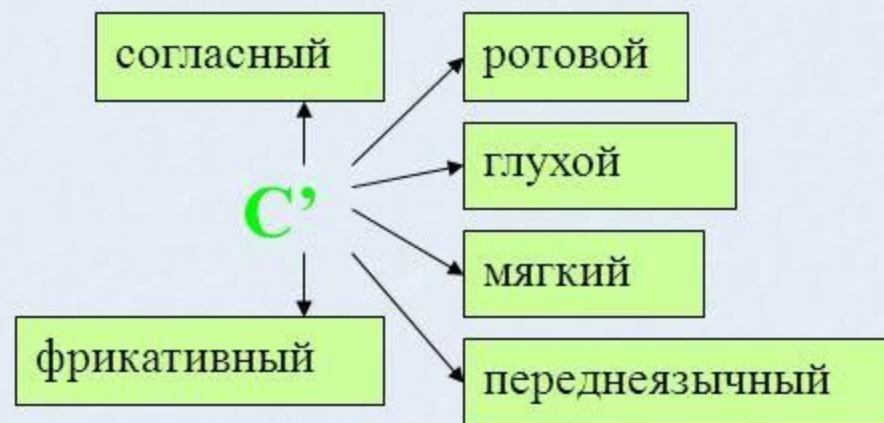 согласный
ротовой
глухой
С’
мягкий
фрикативный
переднеязычный